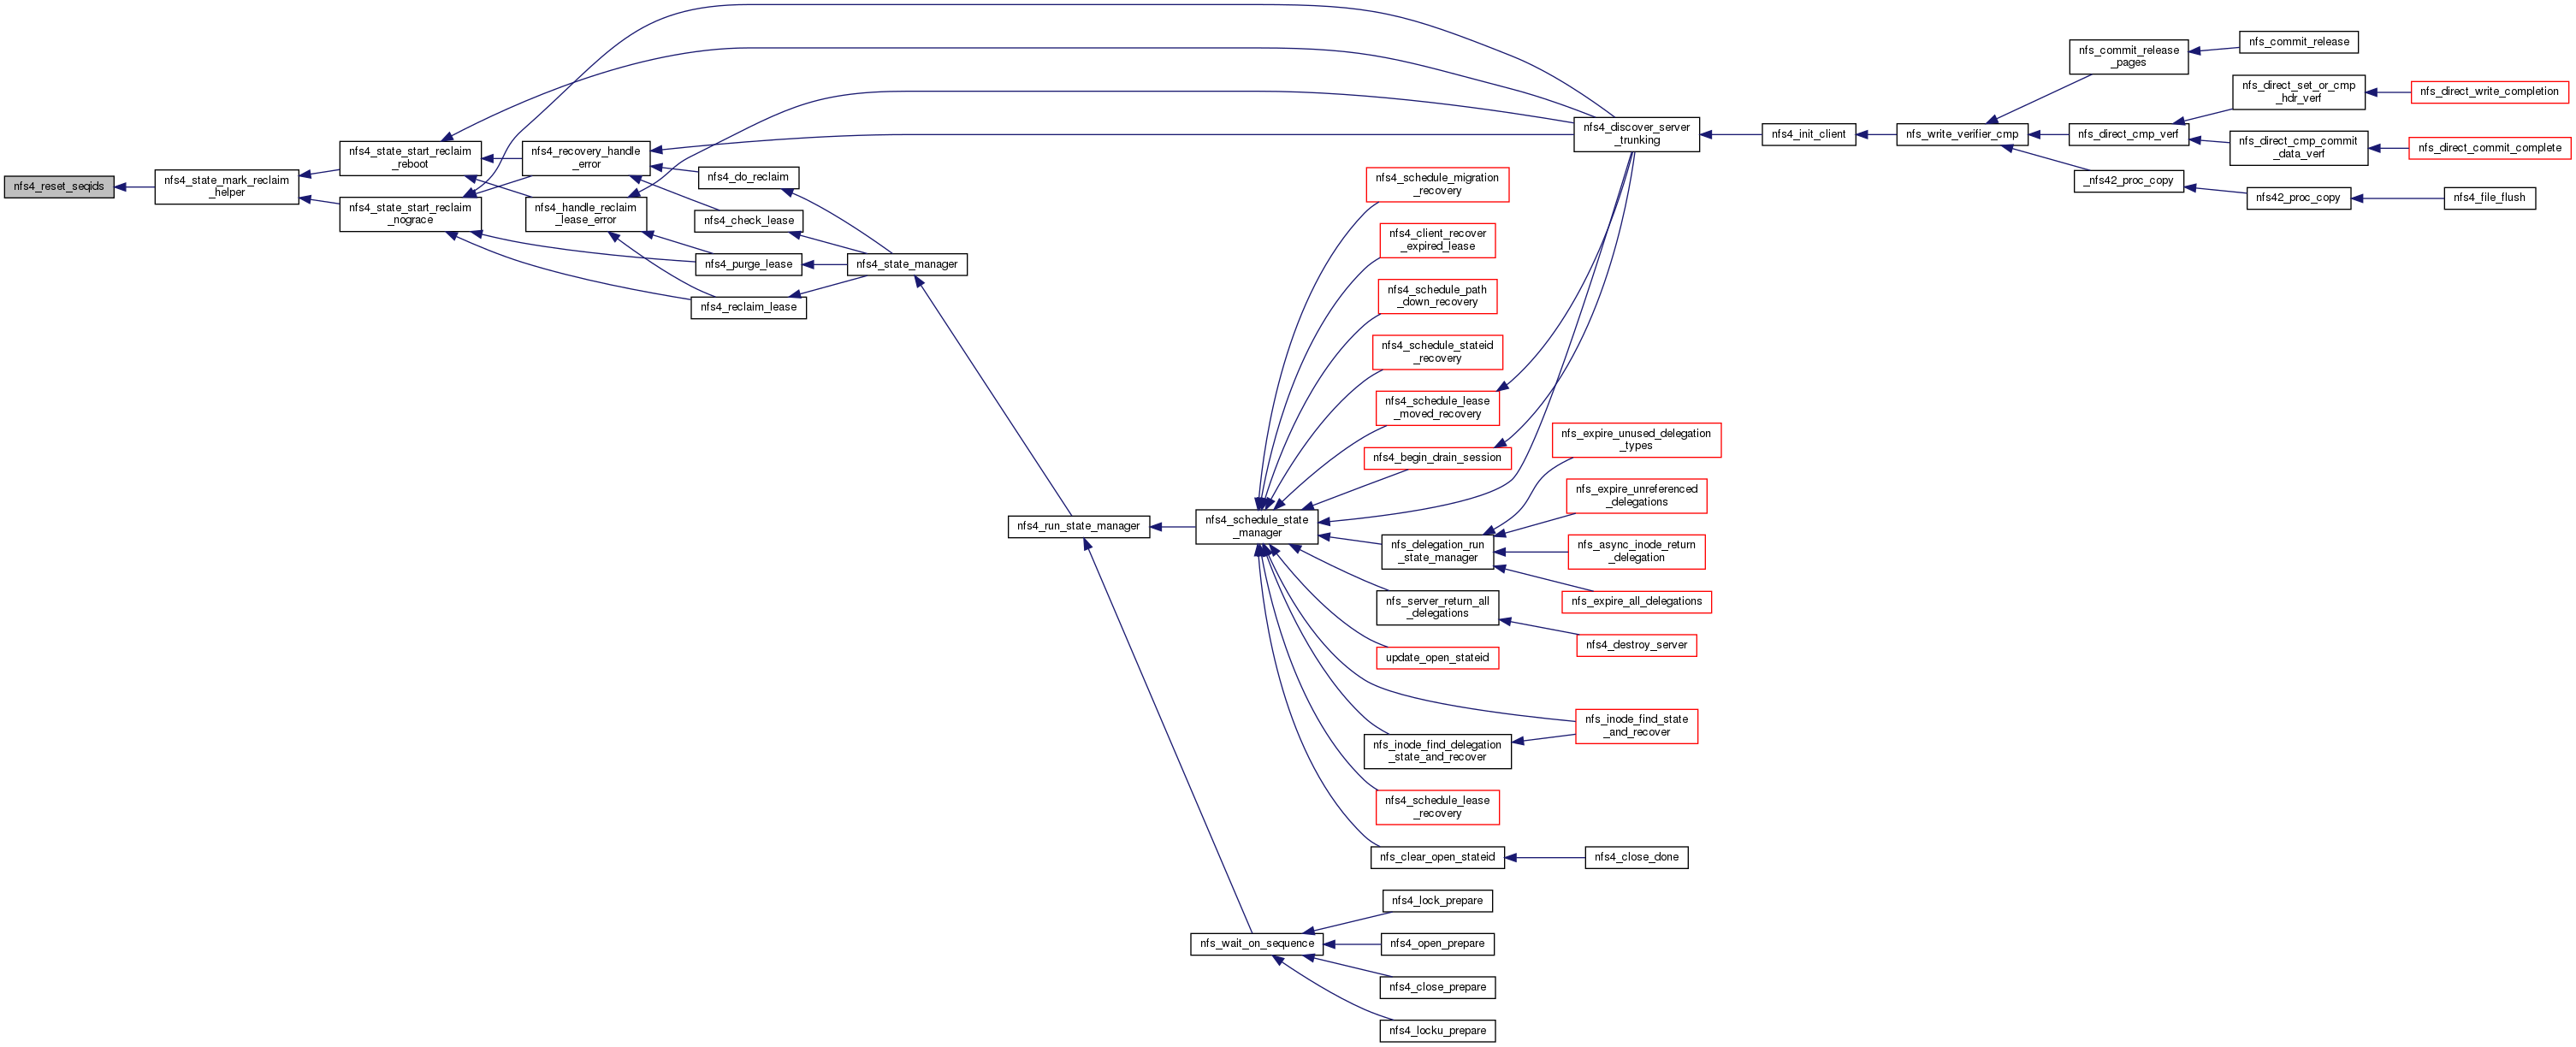 nfs4_reset_seqids
nfs4_state_mark_reclaim
_helper
nfs4_state_start_reclaim
_reboot
nfs4_state_start_reclaim
_nograce
nfs4_recovery_handle
_error
nfs4_handle_reclaim
_lease_error
nfs4_do_reclaim
nfs4_check_lease
nfs4_purge_lease
nfs4_reclaim_lease
nfs4_state_manager
nfs4_run_state_manager
nfs4_schedule_state
_manager
nfs_wait_on_sequence
nfs4_schedule_migration
_recovery
nfs4_client_recover
_expired_lease
nfs4_schedule_path
_down_recovery
nfs4_schedule_stateid
_recovery
nfs4_schedule_lease
_moved_recovery
nfs4_begin_drain_session
nfs_delegation_run
_state_manager
nfs_server_return_all
_delegations
update_open_stateid
nfs_inode_find_delegation
_state_and_recover
nfs4_schedule_lease
_recovery
nfs_clear_open_stateid
nfs4_lock_prepare
nfs4_open_prepare
nfs4_close_prepare
nfs4_locku_prepare
nfs4_discover_server
_trunking
nfs_expire_unused_delegation
_types
nfs_expire_unreferenced
_delegations
nfs_async_inode_return
_delegation
nfs_expire_all_delegations
nfs4_destroy_server
nfs_inode_find_state
_and_recover
nfs4_close_done
nfs4_init_client
nfs_write_verifier_cmp
nfs_commit_release
_pages
nfs_direct_cmp_verf
_nfs42_proc_copy
nfs_commit_release
nfs_direct_set_or_cmp
_hdr_verf
nfs_direct_cmp_commit
_data_verf
nfs42_proc_copy
nfs_direct_write_completion
nfs_direct_commit_complete
nfs4_file_flush